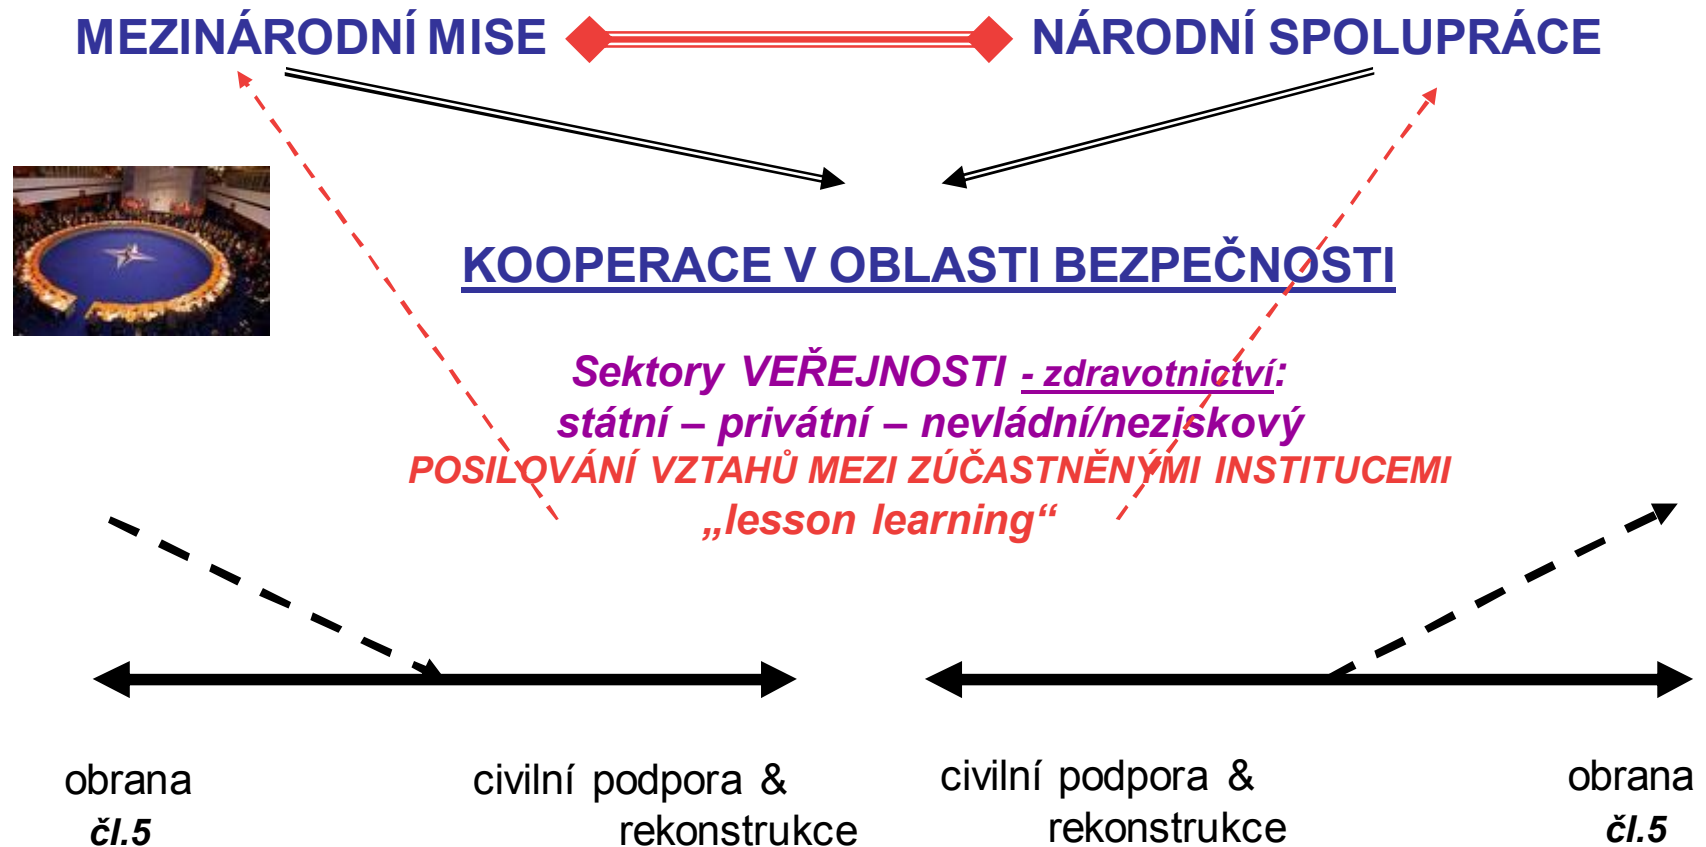 MEZINÁRODNÍ MISE NÁRODNÍ SPOLUPRÁCE
KOOPERACE V OBLASTI BEZPEČNOSTI
Sektory VEŘEJNOSTI - zdravotnictví:
státní – privátní – nevládní/neziskový
POSILOVÁNÍ VZTAHŮ MEZI ZÚČASTNĚNÝMI INSTITUCEMI
„lesson learning“
obrana
čl.5
civilní podpora &
rekonstrukce
civilní podpora &
rekonstrukce
obrana
čl.5